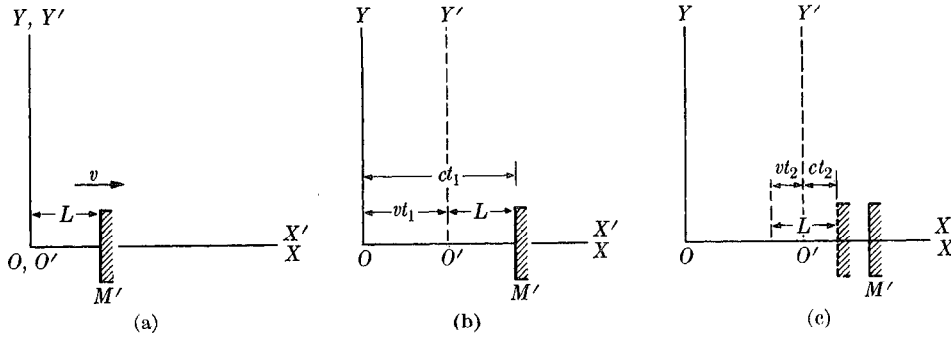 Y, Y′
v
L
O, O′
M′
X′
X
(a)
Y
Y′
ct₁
vt₁
L
O
O′
M′
X′
X
(b)
Y
Y′
vt₂
ct₂
L
O
O′
M′
X′
X
(c)